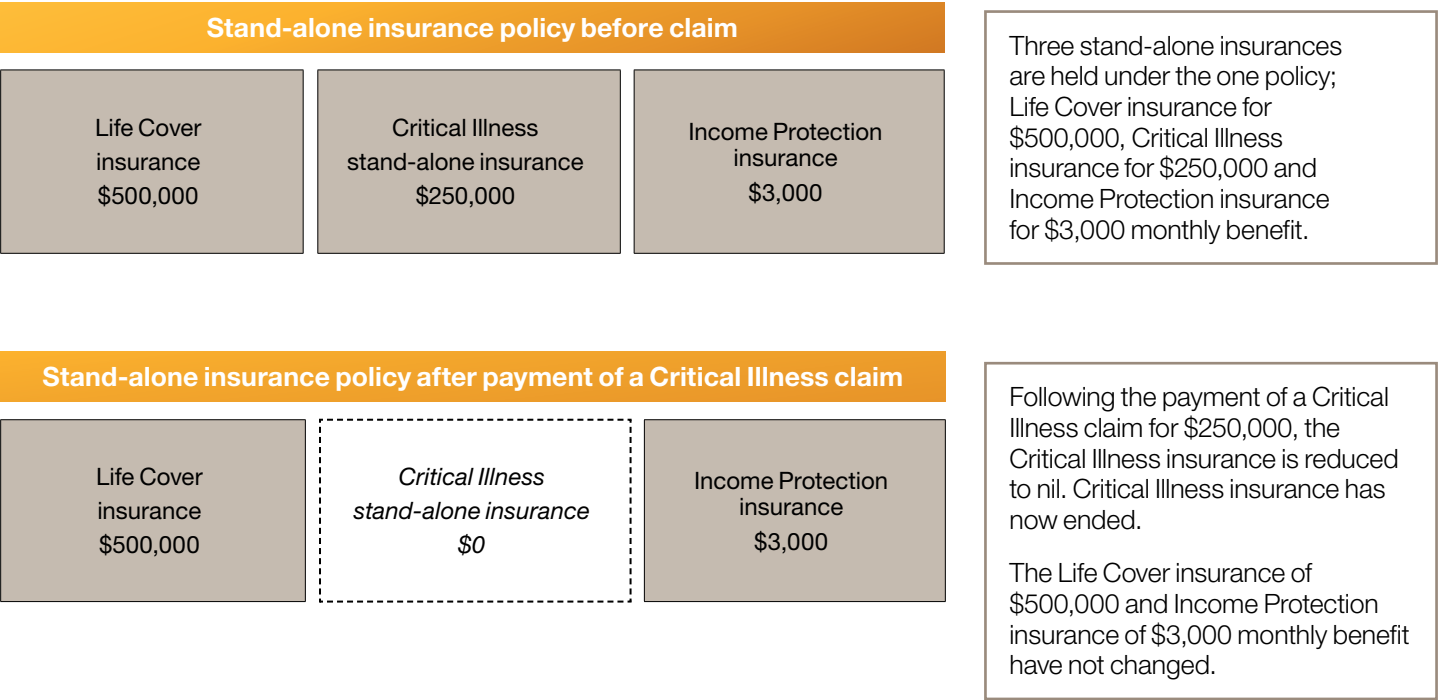 Stand-alone insurance policy before claim
Life Cover
insurance
$500,000
Critical Illness
stand-alone insurance
$250,000
Income Protection
insurance
$3,000
Three stand-alone insurances
are held under the one policy;
Life Cover insurance for
$500,000, Critical Illness
insurance for $250,000 and
Income Protection insurance
for $3,000 monthly benefit.
Stand-alone insurance policy after payment of a Critical Illness claim
Life Cover
insurance
$500,000
Critical Illness
stand-alone insurance
$0
Income Protection
insurance
$3,000
Following the payment of a Critical
Illness claim for $250,000, the
Critical Illness insurance is reduced
to nil. Critical Illness insurance has
now ended.
The Life Cover insurance of
$500,000 and Income Protection
insurance of $3,000 monthly benefit
have not changed.